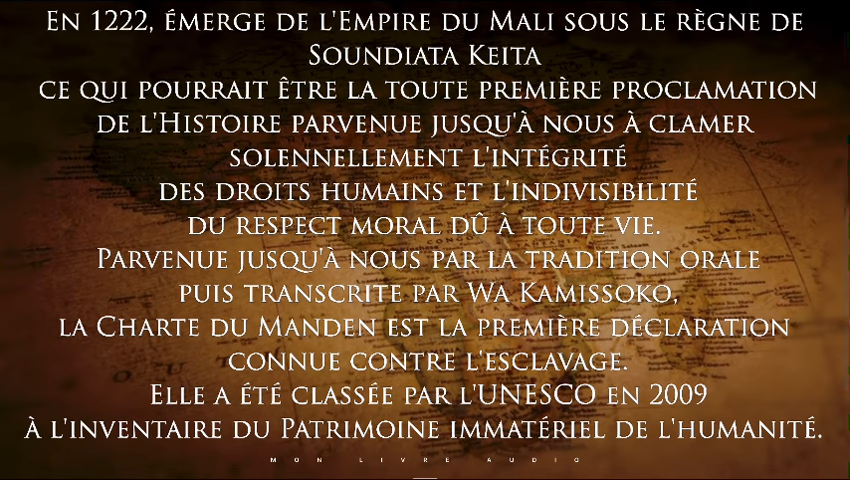 En 1222, émerge de l'Empire du Mali sous le règne de
Soundiata Keita
ce qui pourrait être la toute première proclamation
de l'Histoire parvenue jusqu'à nous à clamer
solennellement l'intégrité
des droits humains et l'indivisibilité
du respect moral dû à toute vie.
Parvenue jusqu'à nous par la tradition orale
puis transcrite par Wa Kamissoko,
la Charte du Manden est la première déclaration
connue contre l'esclavage.
Elle a été classée par l'UNESCO en 2009
à l'inventaire du Patrimoine immatériel de l'humanité.
MON LIVRE AUDIO